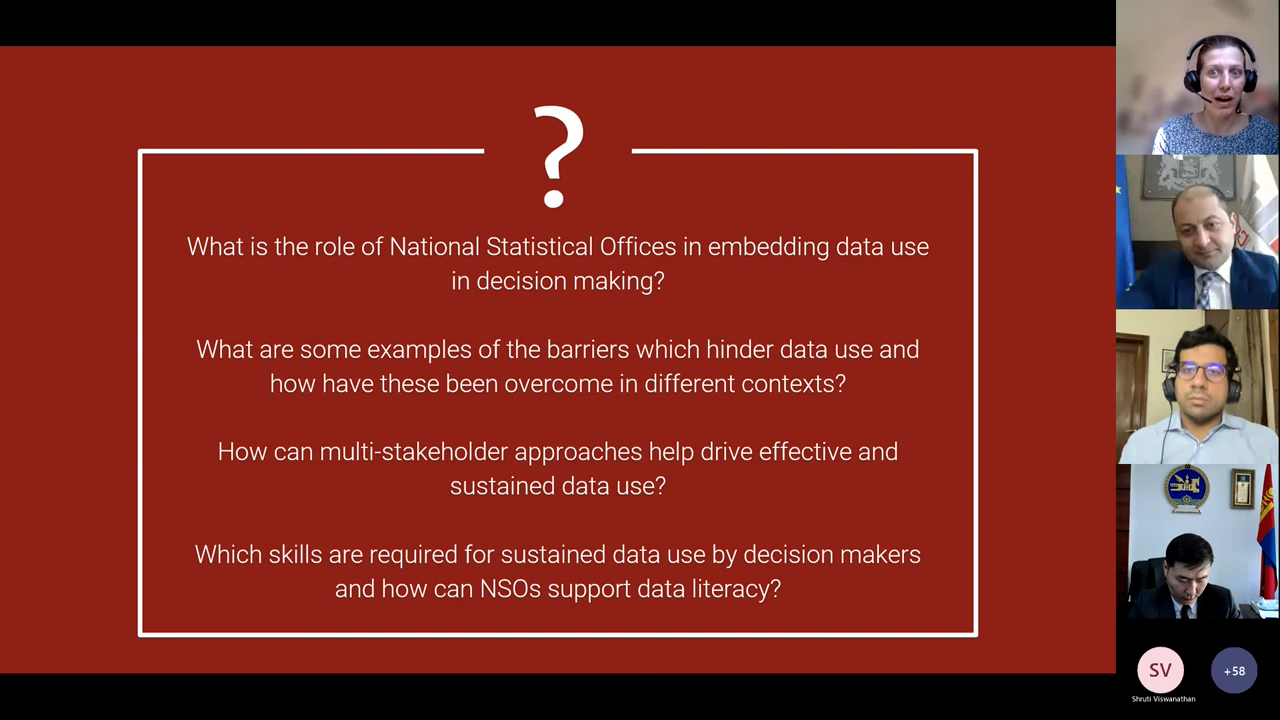 ?
What is the role of National Statistical Offices in embedding data use
in decision making?
What are some examples of the barriers which hinder data use and
how have these been overcome in different contexts?
How can multi-stakeholder approaches help drive effective and
sustained data use?
Which skills are required for sustained data use by decision makers
and how can NSOs support data literacy?
SV
Shruti Viswanathan
+58